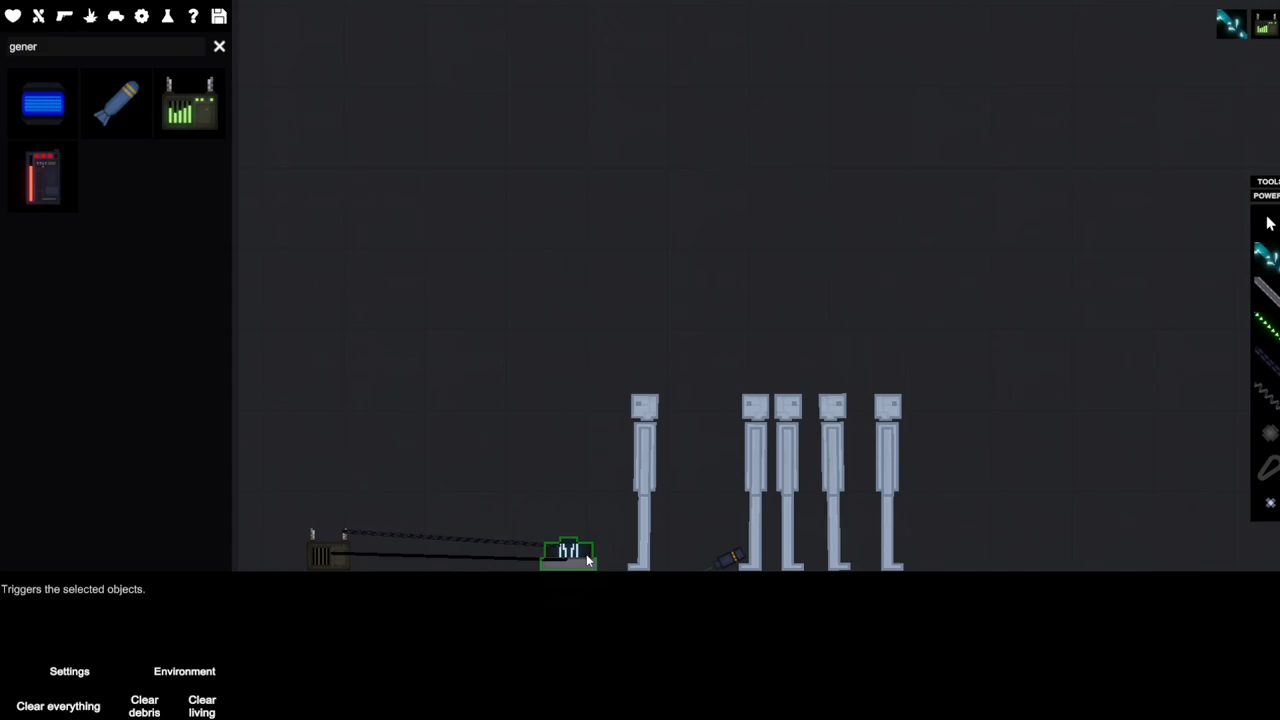 gener
TOOLS
POWER
Triggers the selected objects.
Settings
Environment
Clear everything
Clear
debris
Clear
living